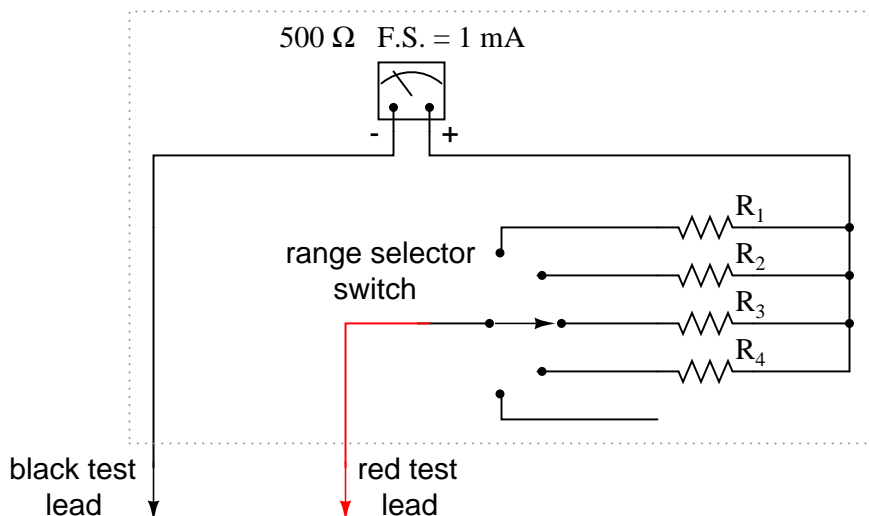 500 Ω F.S. = 1 mA
- +
R1
range selector
switch
R2
R3
R4
black test
lead
red test
lead